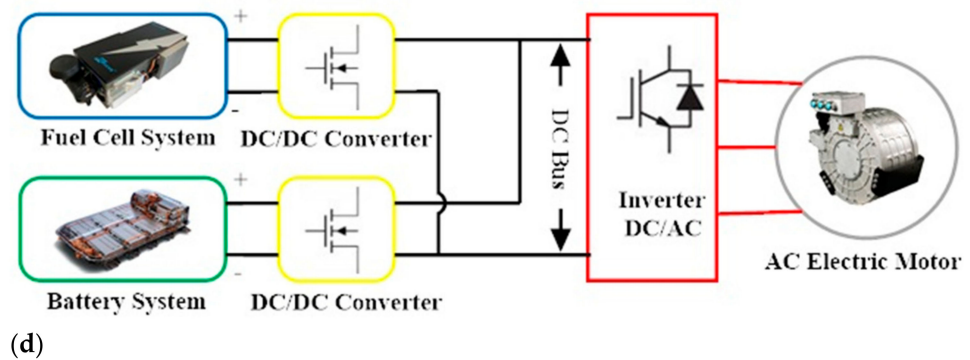 +
-
Fuel Cell System
DC/DC Converter
DC Bus
+
-
Battery System
DC/DC Converter
Inverter
DC/AC
AC Electric Motor
(d)